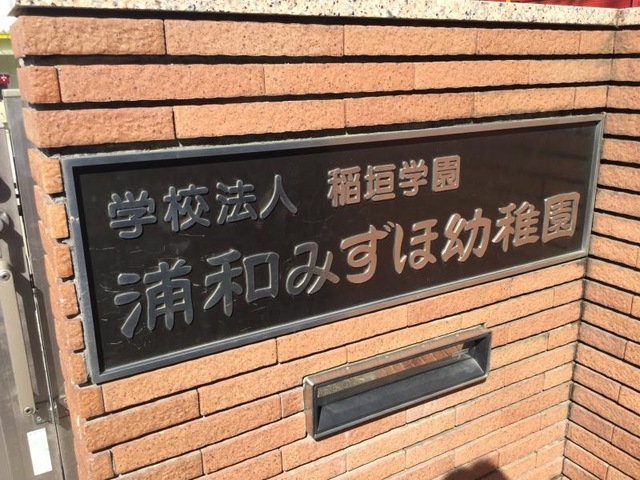 学校法人 稲垣学園
浦和みずほ幼稚園